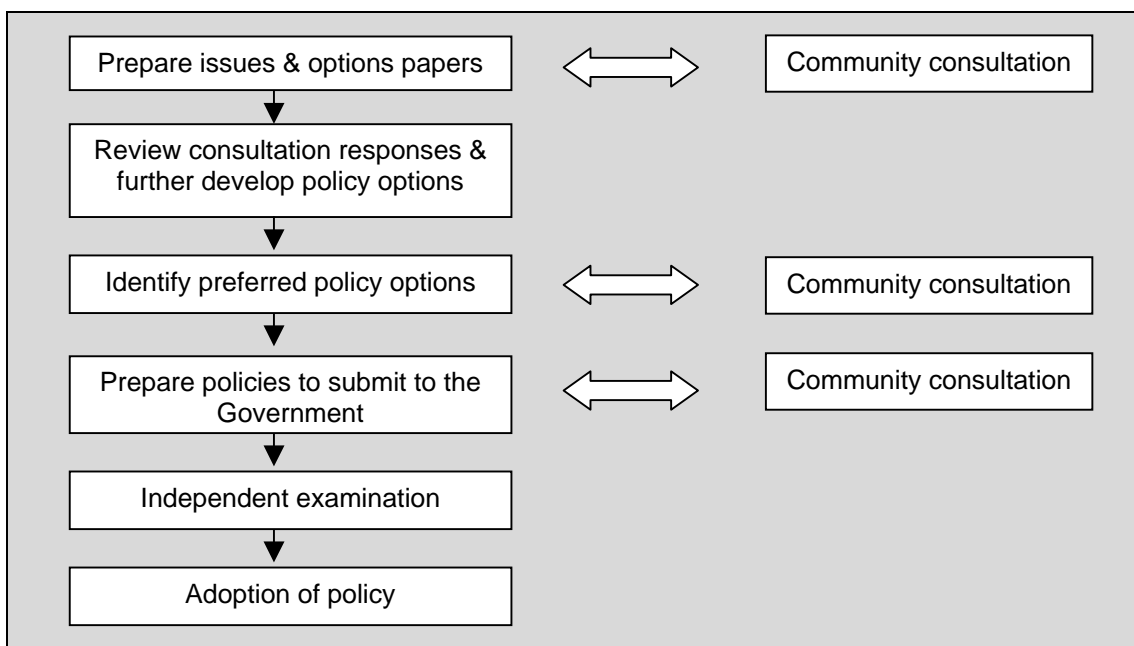 Prepare issues & options papers
Community consultation
Review consultation responses &
further develop policy options
Identify preferred policy options
Community consultation
Prepare policies to submit to the
Government
Community consultation
Independent examination
Adoption of policy